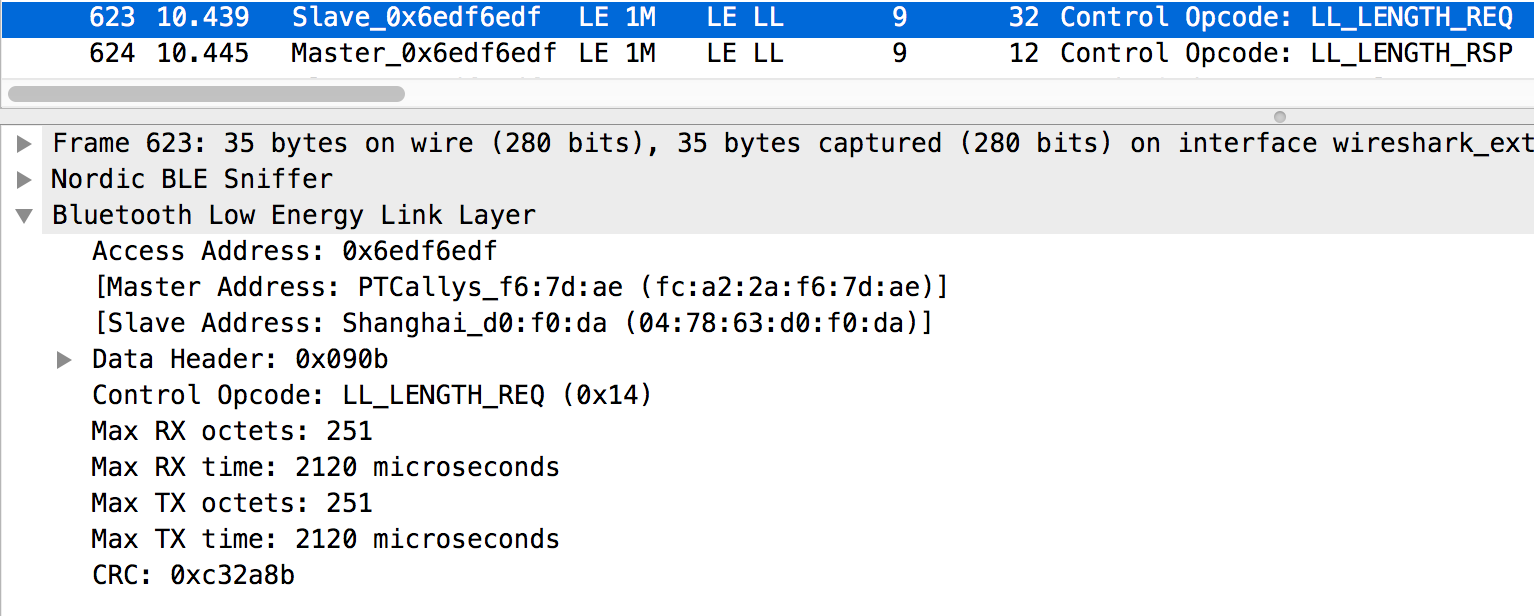 623 10.439 Slave_0x6edf6edf LE 1M LE LL 9 32 Control Opcode: LL_LENGTH_REQ
624 10.445 Master_0x6edf6edf LE 1M LE LL 9 12 Control Opcode: LL_LENGTH_RSP
Frame 623: 35 bytes on wire (280 bits), 35 bytes captured (280 bits) on interface wireshark_ext
Nordic BLE Sniffer
Bluetooth Low Energy Link Layer
Access Address: 0x6edf6edf
[Master Address: PTCallys_f6:7d:ae (fc:a2:2a:f6:7d:ae)]
[Slave Address: Shanghai_d0:f0:da (04:78:63:d0:f0:da)]
Data Header: 0x090b
Control Opcode: LL_LENGTH_REQ (0x14)
Max RX octets: 251
Max RX time: 2120 microseconds
Max TX octets: 251
Max TX time: 2120 microseconds
CRC: 0xc32a8b